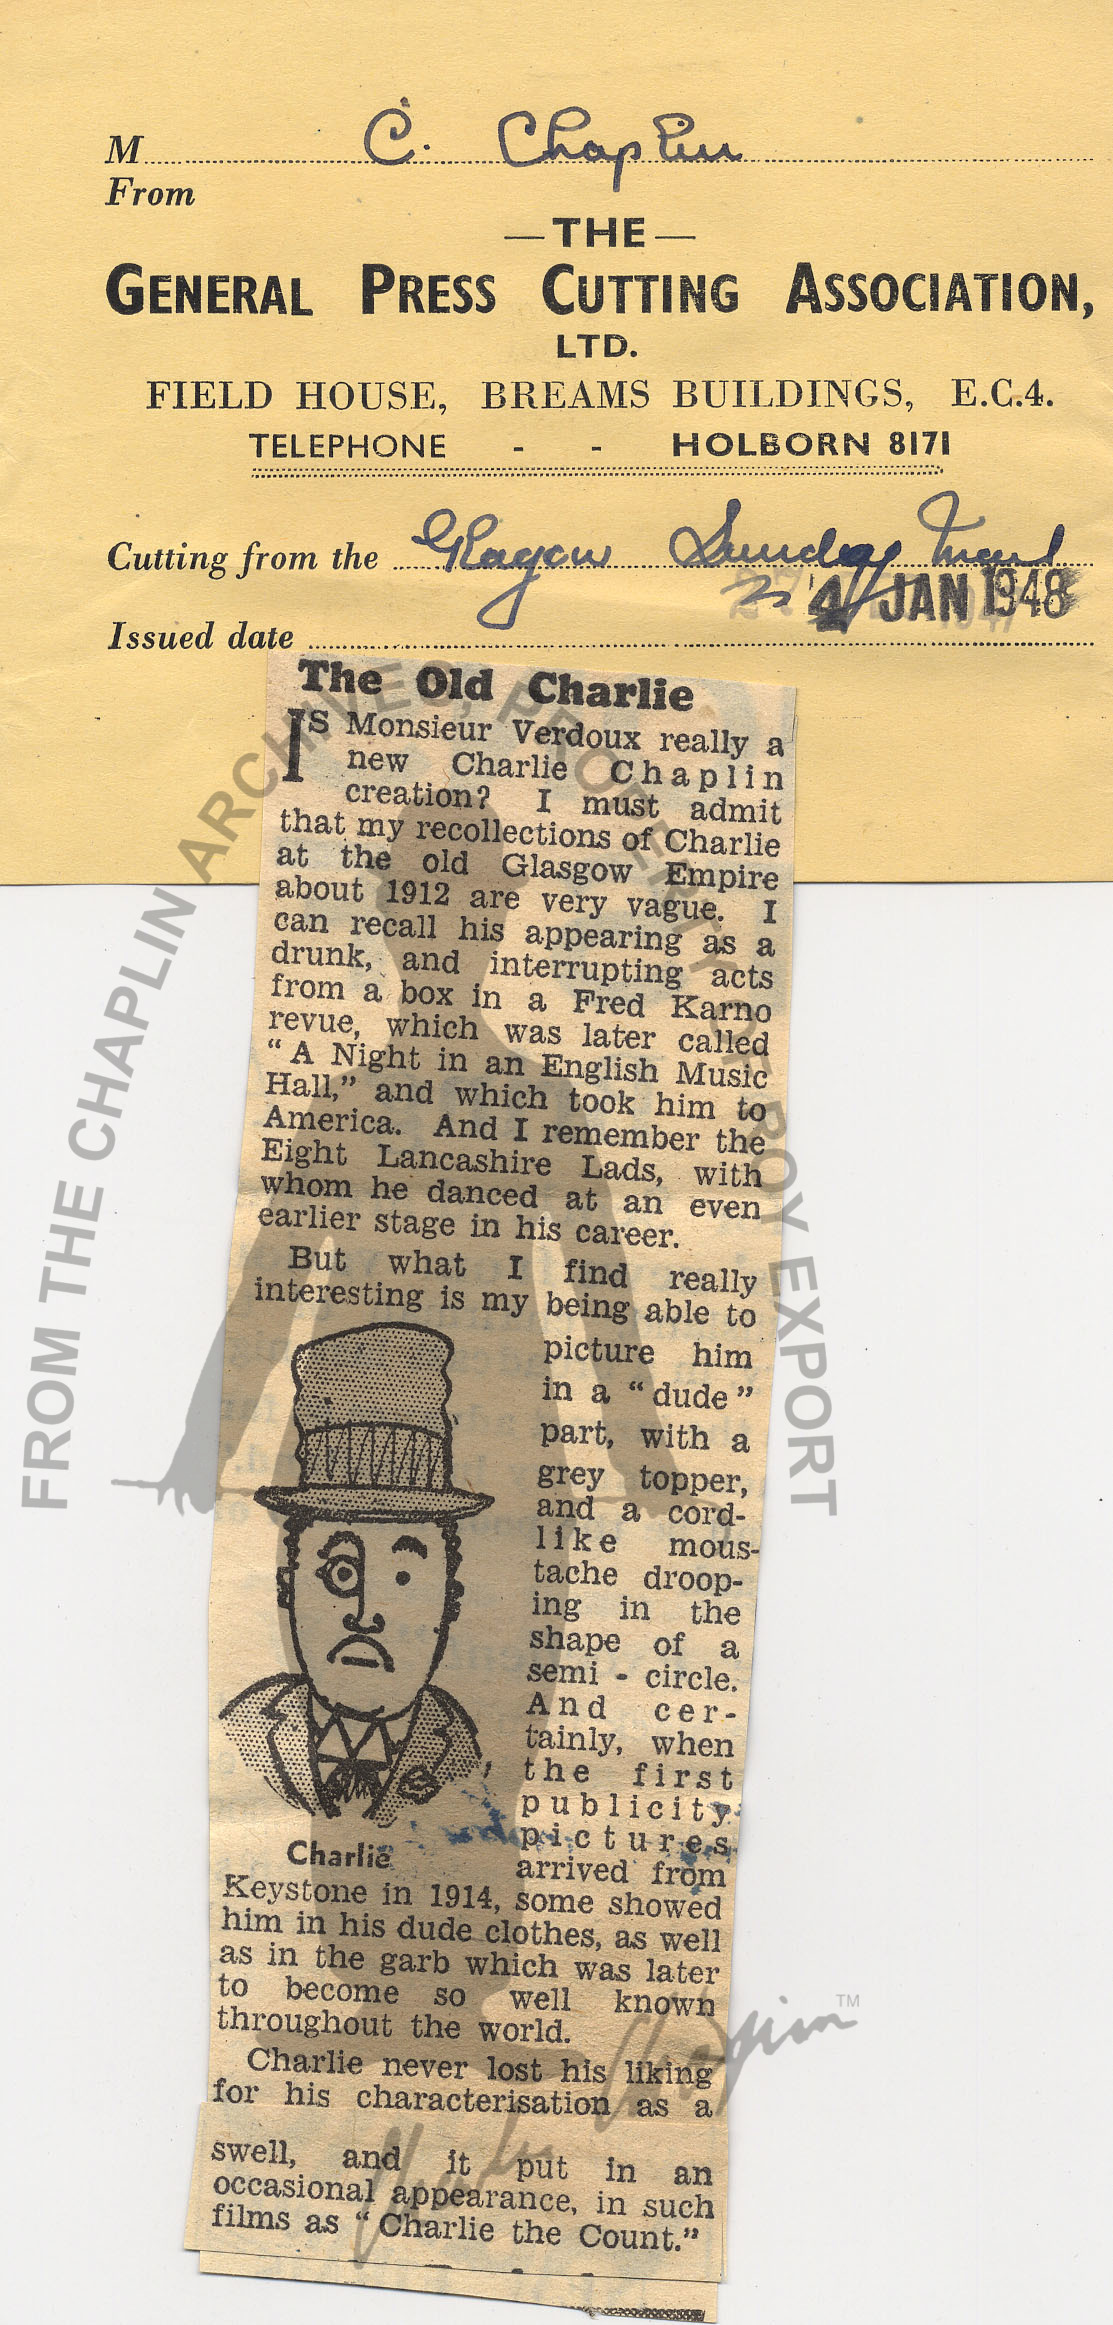 M C. Chaplin
From
—THE—
GENERAL PRESS CUTTING ASSOCIATION,
LTD.
FIELD HOUSE, BREAMS BUILDINGS, E.C.4.
TELEPHONE - - HOLBORN 8171
Cutting from the Glasgow Sunday Mail
4 JAN 1948
Issued date
The Old Charlie
IS Monsieur Verdoux really a
new Charlie Chaplin
creation? I must admit
that my recollections of Charlie
at the old Glasgow Empire
about 1912 are very vague. I
can recall his appearing as a
drunk, and interrupting acts
from a box in a Fred Karno
revue, which was later called
“A Night in an English Music
Hall,” and which took him to
America. And I remember the
Eight Lancashire Lads, with
whom he danced at an even
earlier stage in his career.
But what I find really
interesting is my being able to
picture him
in a “dude”
part, with a
grey topper,
and a cord-
like mous-
tache droop-
ing in the
shape of a
semi-circle.
And cer-
tainly, when
the first
publicity
pictures
arrived from
Charlie
Keystone in 1914, some showed
him in his dude clothes, as well
as in the garb which was later
to become so well known
throughout the world.
Charlie never lost his liking
for his characterisation as a
swell, and it put in an
occasional appearance, in such
films as “Charlie the Count.”
FROM THE CHAPLIN ARCHIVES, PROPERTY OF ROY EXPORT
Charlie Chaplin TM